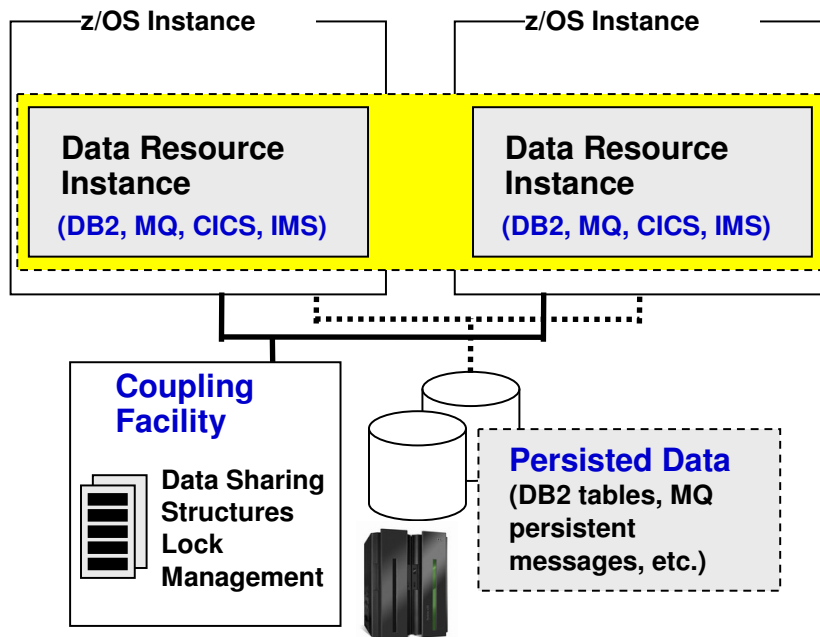 z/OS Instance
z/OS Instance
Data Resource
Instance
(DB2, MQ, CICS, IMS)
Data Resource
Instance
(DB2, MQ, CICS, IMS)
Coupling
Facility
Data Sharing
Structures
Lock
Management
Persisted Data
(DB2 tables, MQ
persistent
messages, etc.)